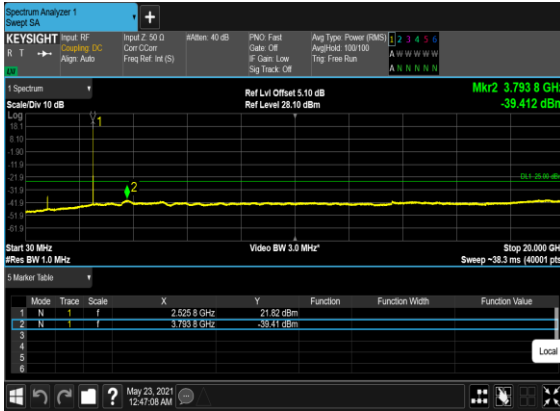 Spectrum Analyzer 1
Swept SA
+
KEYSIGHT
R T
Input: RF
Coupling: DC
Align: Auto
Input Z: 50 Ω
Corr CCorr
Freq Ref: Int (S)
#Atten: 40 dB
PNO: Fast
Gate: Off
IF Gain: Low
Sig Track: Off
Avg Type: Power (RMS)
Avg|Hold: 100/100
Trig: Free Run
1 2 3 4 5 6
A W W W W W
A N N N N N
1 Spectrum
Scale/Div 10 dB
Ref Lvl Offset 5.10 dB
Ref Level 28.10 dBm
Mkr2 3.793 8 GHz
-39.412 dBm
Log
18.1
8.10
-1.90
-11.9
-21.9
-31.9
-41.9
-51.9
-61.9
1
2
DL1 -25.00 dBm
Start 30 MHz
#Res BW 1.0 MHz
Video BW 3.0 MHz*
Stop 20.000 GHz
Sweep ~38.3 ms (40001 pts)
5 Marker Table
Mode Trace Scale X Y Function Function Width Function Value
1 N 1 f 2.525 8 GHz 21.82 dBm
2 N 1 f 3.793 8 GHz -39.41 dBm
3
4
5
6
Local
?
May 23, 2021
12:47:08 AM